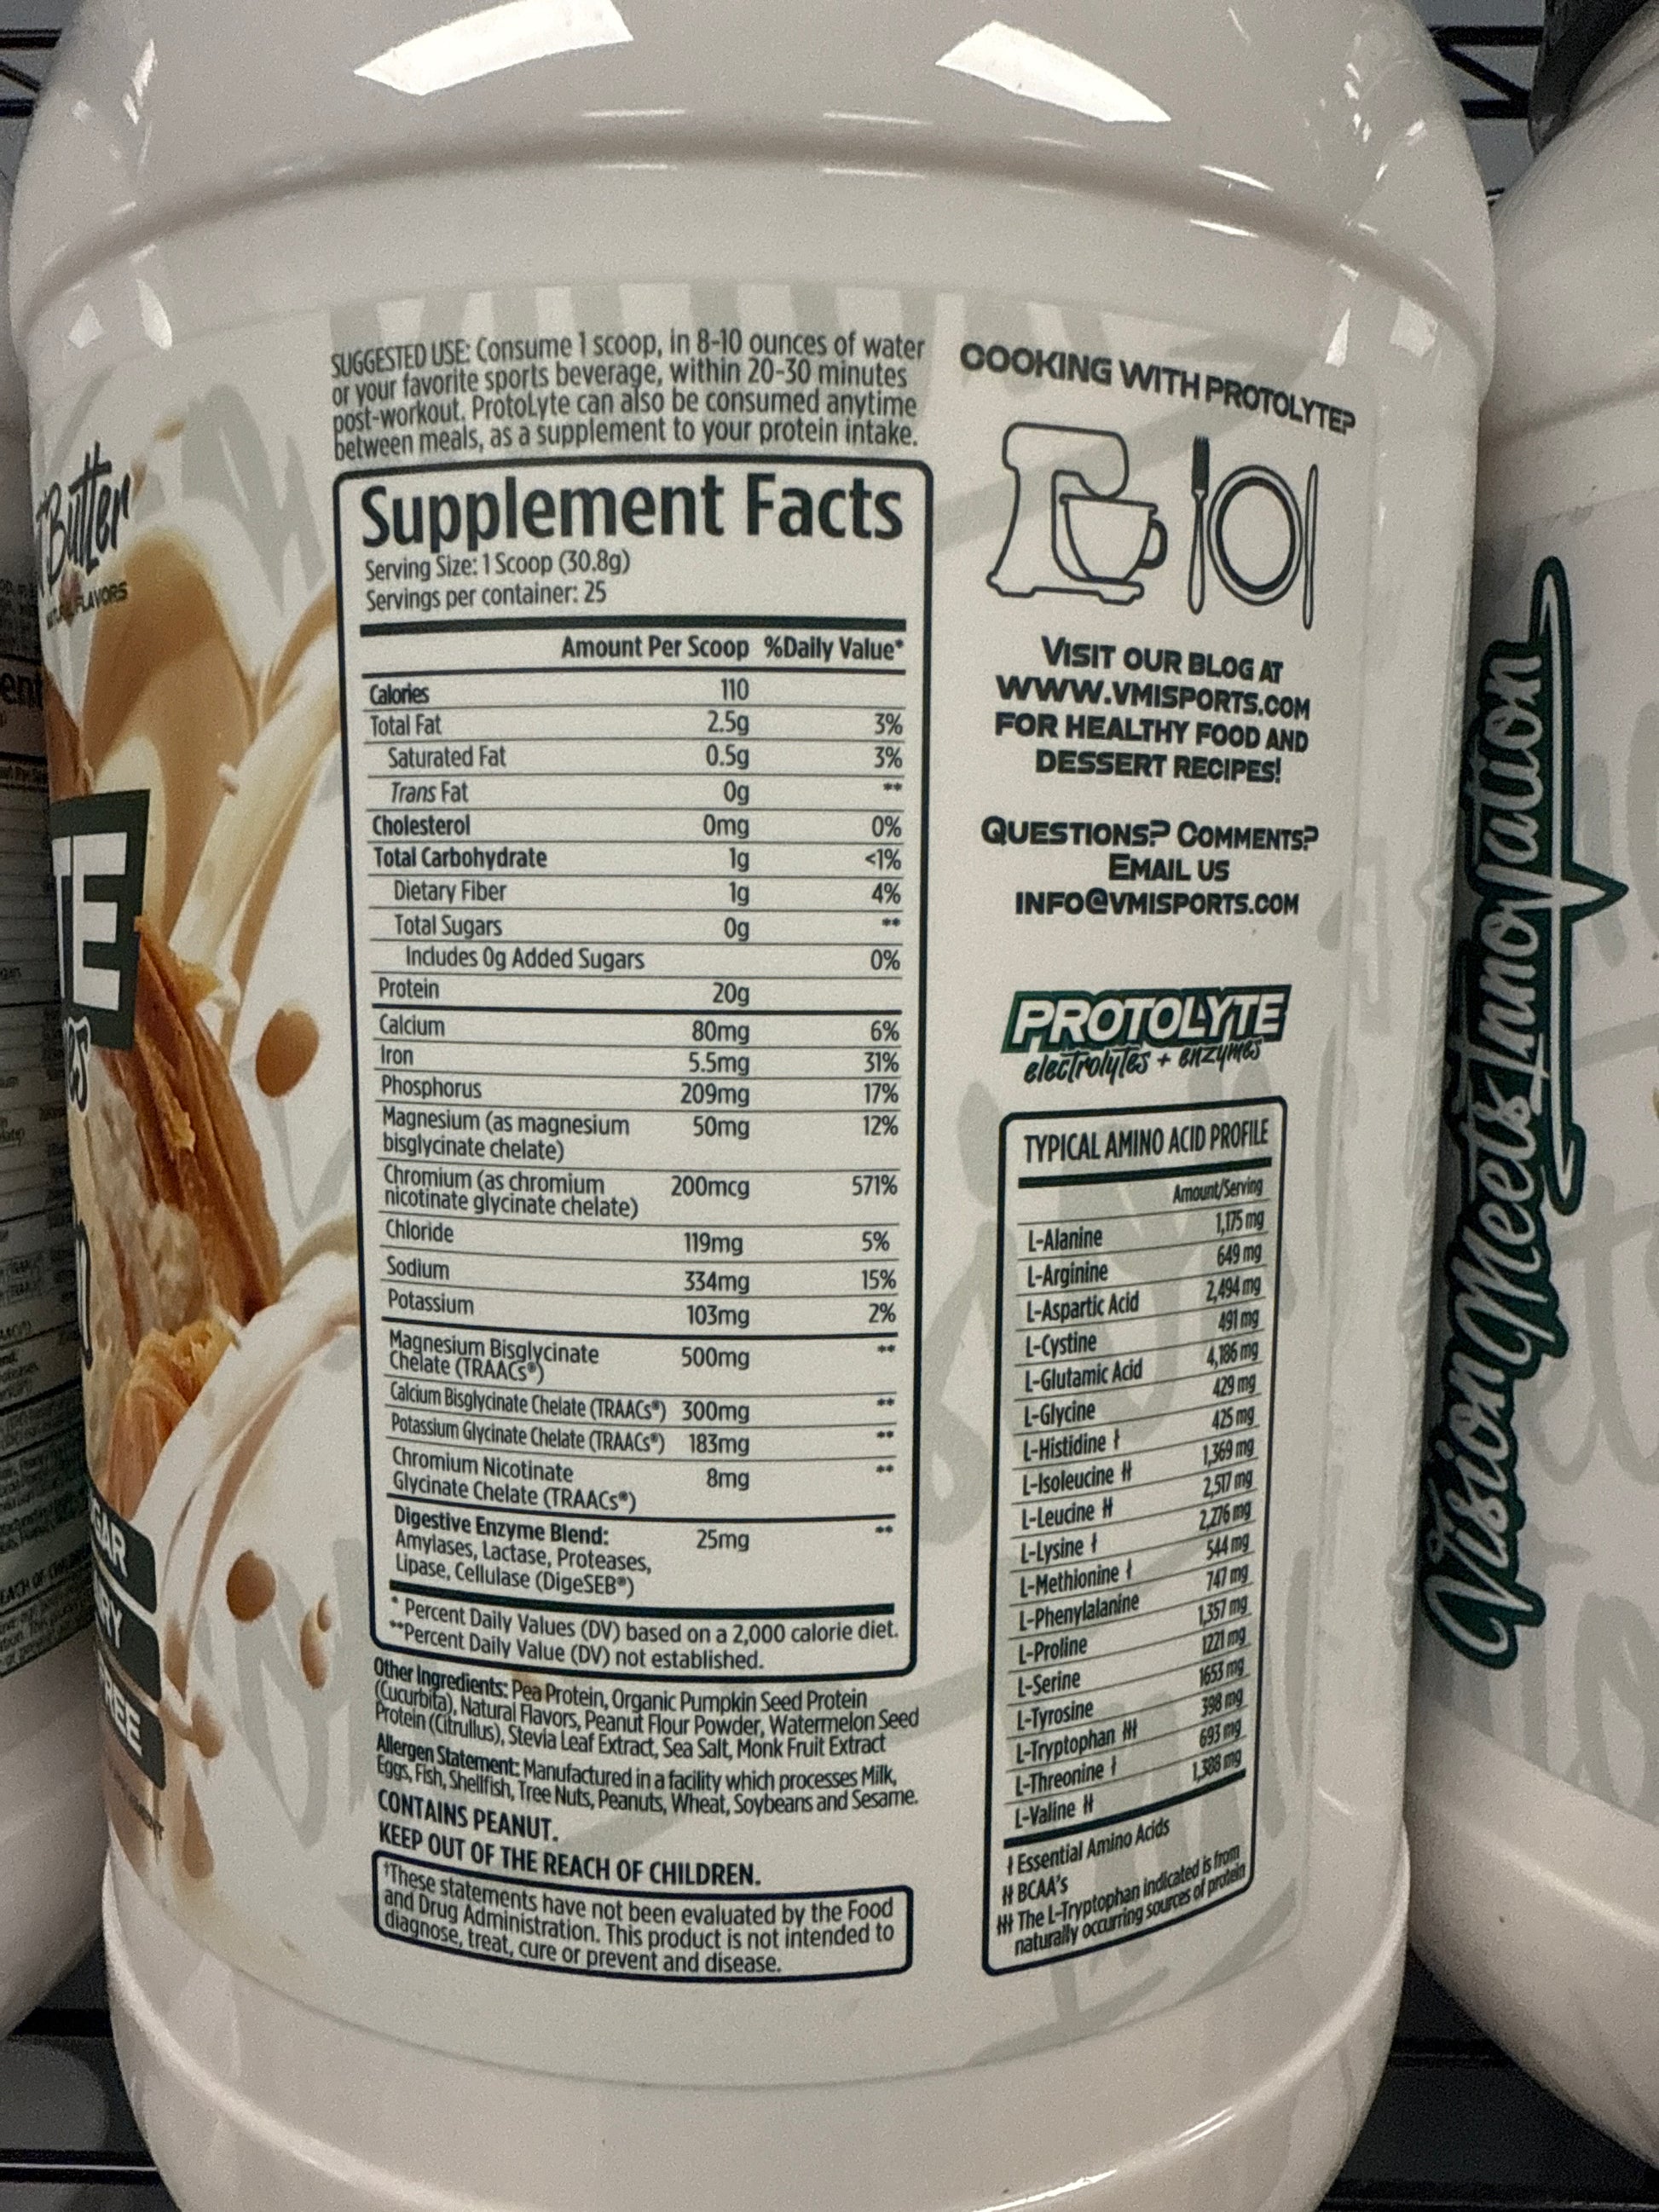 SUGGESTED USE: Consume 1 scoop, in 8-10 ounces of water
or your favorite sports beverage, within 20-30 minutes
post-workout. ProtoLyte can also be consumed anytime
between meals, as a supplement to your protein intake.
Supplement Facts
Serving Size: 1 Scoop (30.8g)
Servings per container: 25
Amount Per Scoop %Daily Value*
Calories 110
Total Fat 2.5g 3%
Saturated Fat 0.5g 3%
Trans Fat 0g **
Cholesterol 0mg 0%
Total Carbohydrate 1g <1%
Dietary Fiber 1g 4%
Total Sugars 0g **
Includes 0g Added Sugars 0%
Protein 20g
Calcium 80mg 6%
Iron 5.5mg 31%
Phosphorus 209mg 17%
Magnesium (as magnesium 50mg 12%
bisglycinate chelate)
Chromium (as chromium 200mcg 571%
nicotinate glycinate chelate)
Chloride 119mg 5%
Sodium 334mg 15%
Potassium 103mg 2%
Magnesium Bisglycinate 500mg **
Chelate (TRAACs®)
Calcium Bisglycinate Chelate (TRAACs®) 300mg **
Potassium Glycinate Chelate (TRAACs®) 183mg **
Chromium Nicotinate 8mg **
Glycinate Chelate (TRAACs®)
Digestive Enzyme Blend: 25mg **
Amylases, Lactase, Proteases,
Lipase, Cellulase (DigeSEB®)
* Percent Daily Values (DV) based on a 2,000 calorie diet.
**Percent Daily Value (DV) not established.
Other Ingredients: Pea Protein, Organic Pumpkin Seed Protein
(Cucurbita), Natural Flavors, Peanut Flour Powder, Watermelon Seed
Protein (Citrullus), Stevia Leaf Extract, Sea Salt, Monk Fruit Extract
Allergen Statement: Manufactured in a facility which processes Milk,
Eggs, Fish, Shellfish, Tree Nuts, Peanuts, Wheat, Soybeans and Sesame.
CONTAINS PEANUT.
KEEP OUT OF THE REACH OF CHILDREN.
†These statements have not been evaluated by the Food
and Drug Administration. This product is not intended to
diagnose, treat, cure or prevent and disease.
COOKING WITH PROTOLYTE?
VISIT OUR BLOG AT
WWW.VMISPORTS.COM
FOR HEALTHY FOOD AND
DESSERT RECIPES!
QUESTIONS? COMMENTS?
EMAIL US
INFO@VMISPORTS.COM
PROTOLYTE
electrolytes + enzymes
TYPICAL AMINO ACID PROFILE
Amount/Serving
L-Alanine 1,175 mg
L-Arginine 649 mg
L-Aspartic Acid 2,494 mg
L-Cystine 491 mg
L-Glutamic Acid 4,186 mg
L-Glycine 429 mg
L-Histidine ƚ 425 mg
L-Isoleucine ƚƚ 1,369 mg
L-Leucine ƚƚ 2,517 mg
L-Lysine ƚ 2,276 mg
L-Methionine ƚ 544 mg
L-Phenylalanine 747 mg
L-Proline 1,357 mg
L-Serine 1221 mg
L-Tyrosine 1653 mg
L-Tryptophan ƚƚƚ 398 mg
L-Threonine ƚ 693 mg
L-Valine ƚƚ 1,388 mg
ƚ Essential Amino Acids
ƚƚ BCAA's
ƚƚƚ The L-Tryptophan indicated is from
naturally occurring sources of protein
Butter
FLAVORS
TE
Vision Meets InnoVation